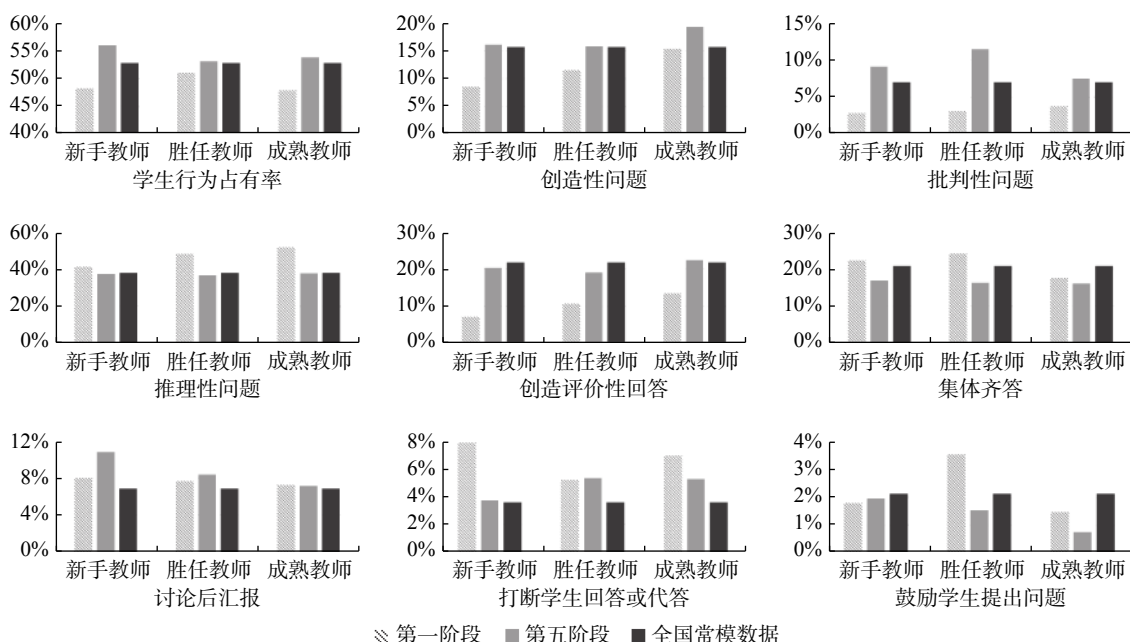 60%
55%
50%
45%
40%
新手教师 胜任教师 成熟教师
学生行为占有率
20%
15%
10%
5%
0%
新手教师 胜任教师 成熟教师
创造性问题
15%
10%
5%
0%
新手教师 胜任教师 成熟教师
批判性问题
60%
40%
20%
0%
新手教师 胜任教师 成熟教师
推理性问题
30%
20%
10%
0%
新手教师 胜任教师 成熟教师
创造评价性回答
30%
20%
10%
0%
新手教师 胜任教师 成熟教师
集体齐答
12%
8%
4%
0%
新手教师 胜任教师 成熟教师
讨论后汇报
8%
6%
4%
2%
0%
新手教师 胜任教师 成熟教师
打断学生回答或代答
4%
3%
2%
1%
0%
新手教师 胜任教师 成熟教师
鼓励学生提出问题
第一阶段 第五阶段 全国常模数据